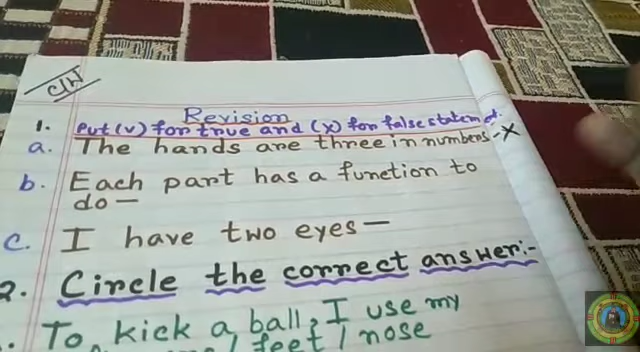 C/W
Revision
1. Put (v) for true and (x) for false statemet.
a. The hands are three in numbers - X
b. Each part has a function to
do —
c. I have two eyes —
2. Circle the correct answer:-
. To kick a ball, I use my
/ feet / nose